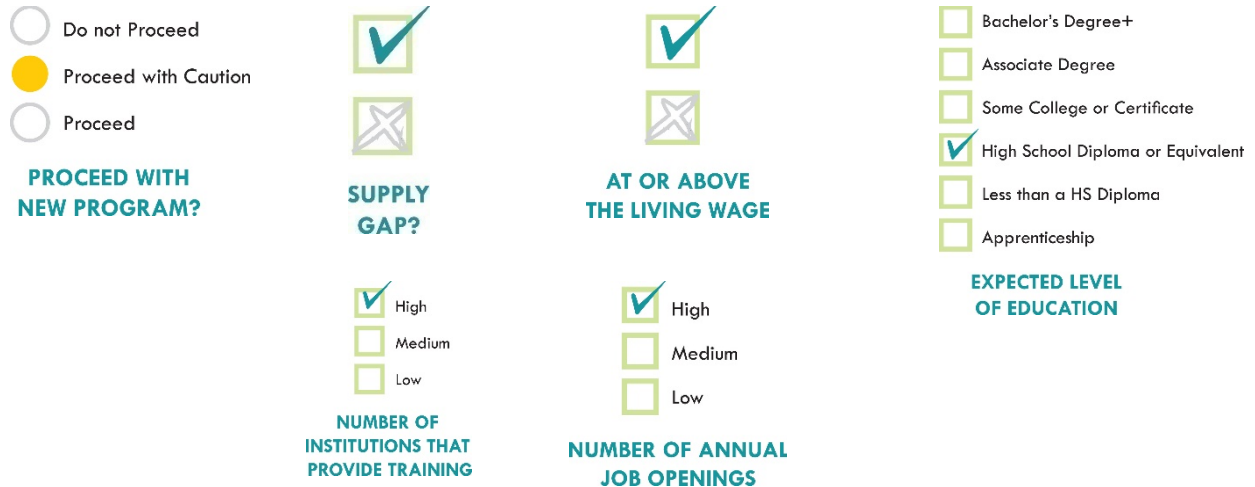 Do not Proceed
Proceed with Caution
Proceed
PROCEED WITH
NEW PROGRAM?
SUPPLY
GAP?
AT OR ABOVE
THE LIVING WAGE
Bachelor's Degree+
Associate Degree
Some College or Certificate
High School Diploma or Equivalent
Less than a HS Diploma
Apprenticeship
EXPECTED LEVEL
OF EDUCATION
High
Medium
Low
NUMBER OF
INSTITUTIONS THAT
PROVIDE TRAINING
High
Medium
Low
NUMBER OF ANNUAL
JOB OPENINGS